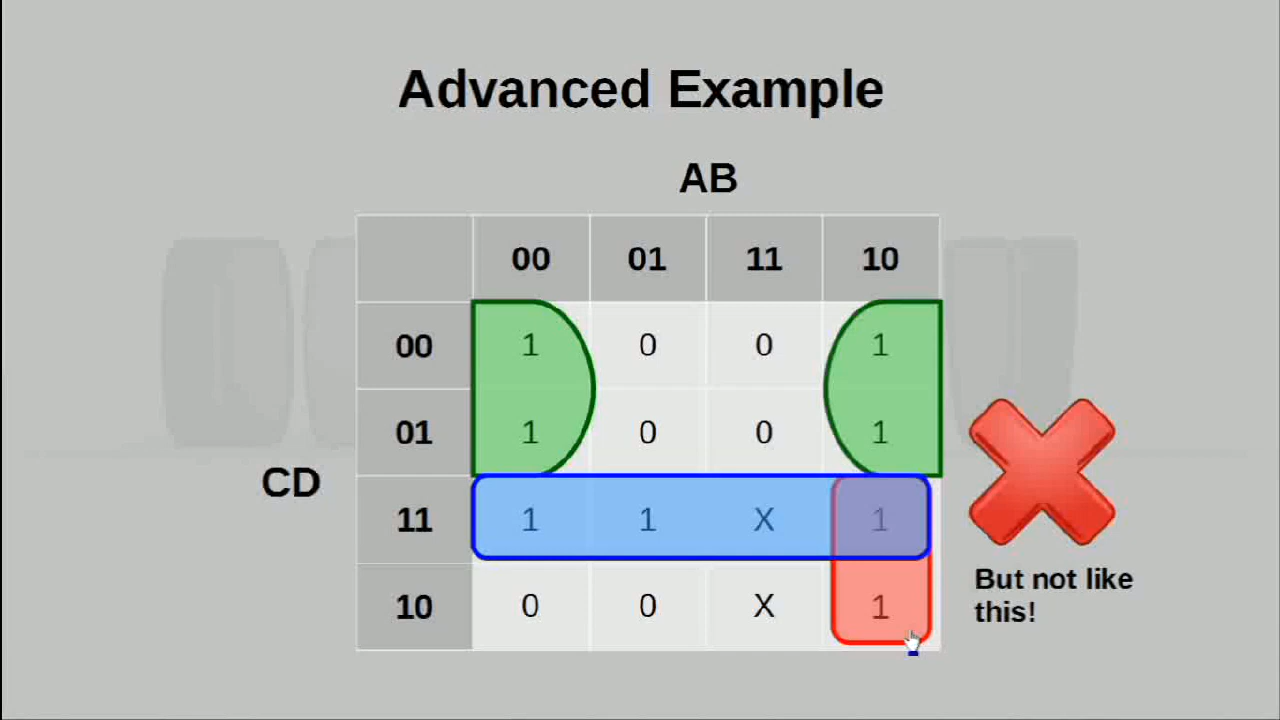 Advanced Example
AB
00 01 11 10
00 1 0 0 1
01 1 0 0 1
CD
11 1 1 X 1
10 0 0 X 1
But not like
this!